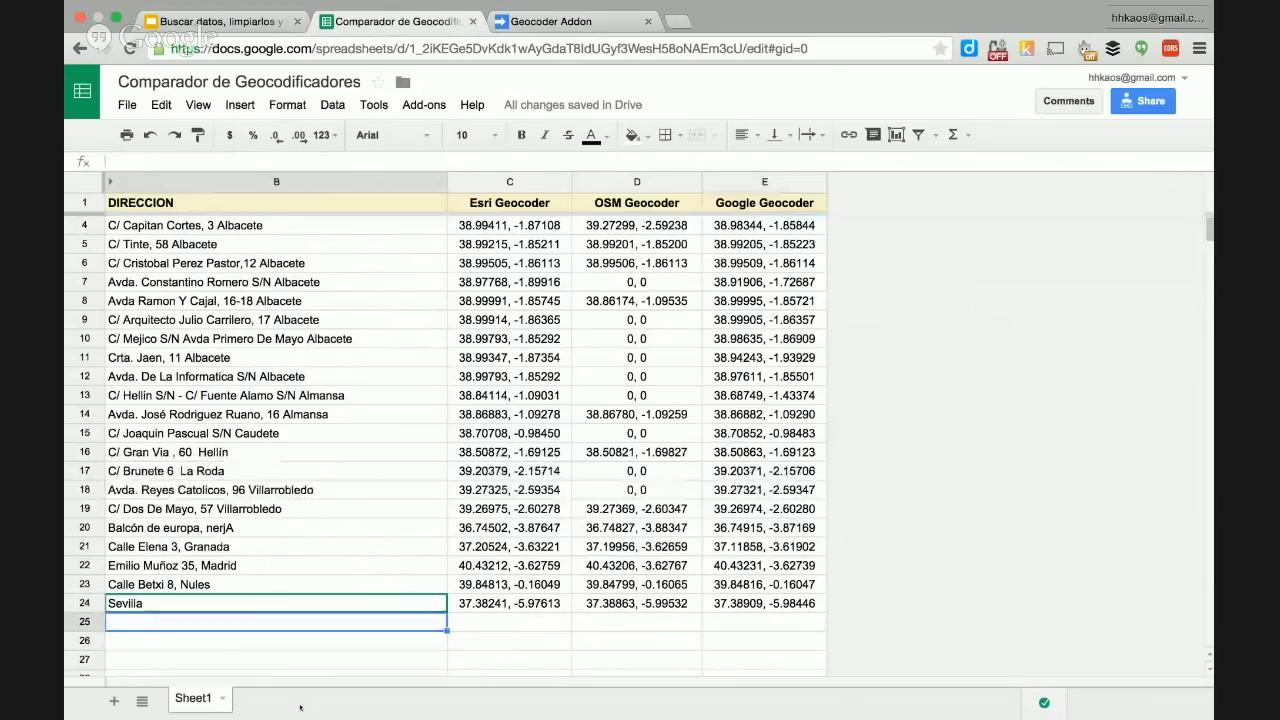 Buscar datos, limpiarlos y
Comparador de Geocodific
Geocoder Addon
hhkaos@gmail.c...
Google
https://docs.google.com/spreadsheets/d/1_2iKEGe5DvKdk1wAyGdaT8IdUGyf3WesH58oNAEm3cU/edit#gid=0
OFF
off
CORS
Comparador de Geocodificadores
hhkaos@gmail.com
File Edit View Insert Format Data Tools Add-ons Help All changes saved in Drive
Comments
Share
$ % .0 .00 123 Arial 10 B I S A Σ
fx
B C D E
1 DIRECCION Esri Geocoder OSM Geocoder Google Geocoder
4 C/ Capitan Cortes, 3 Albacete 38.99411, -1.87108 39.27299, -2.59238 38.98344, -1.85844
5 C/ Tinte, 58 Albacete 38.99215, -1.85211 38.99201, -1.85200 38.99205, -1.85223
6 C/ Cristobal Perez Pastor,12 Albacete 38.99505, -1.86113 38.99506, -1.86113 38.99509, -1.86114
7 Avda. Constantino Romero S/N Albacete 38.97768, -1.89916 0, 0 38.91906, -1.72687
8 Avda Ramon Y Cajal, 16-18 Albacete 38.99991, -1.85745 38.86174, -1.09535 38.99995, -1.85721
9 C/ Arquitecto Julio Carrilero, 17 Albacete 38.99914, -1.86365 0, 0 38.99905, -1.86357
10 C/ Mejico S/N Avda Primero De Mayo Albacete 38.99793, -1.85292 0, 0 38.98635, -1.86909
11 Crta. Jaen, 11 Albacete 38.99347, -1.87354 0, 0 38.94243, -1.93929
12 Avda. De La Informatica S/N Albacete 38.99793, -1.85292 0, 0 38.97611, -1.85501
13 C/ Hellin S/N - C/ Fuente Alamo S/N Almansa 38.84114, -1.09031 0, 0 38.68749, -1.43374
14 Avda. José Rodriguez Ruano, 16 Almansa 38.86883, -1.09278 38.86780, -1.09259 38.86882, -1.09290
15 C/ Joaquin Pascual S/N Caudete 38.70708, -0.98450 0, 0 38.70852, -0.98483
16 C/ Gran Via , 60 Hellín 38.50872, -1.69125 38.50821, -1.69827 38.50863, -1.69123
17 C/ Brunete 6 La Roda 39.20379, -2.15714 0, 0 39.20371, -2.15706
18 Avda. Reyes Catolicos, 96 Villarrobledo 39.27325, -2.59354 0, 0 39.27321, -2.59347
19 C/ Dos De Mayo, 57 Villarrobledo 39.26975, -2.60278 39.27369, -2.60347 39.26974, -2.60280
20 Balcón de europa, nerjA 36.74502, -3.87647 36.74827, -3.88347 36.74915, -3.87169
21 Calle Elena 3, Granada 37.20524, -3.63221 37.19956, -3.62659 37.11858, -3.61902
22 Emilio Muñoz 35, Madrid 40.43212, -3.62759 40.43206, -3.62767 40.43231, -3.62739
23 Calle Betxi 8, Nules 39.84813, -0.16049 39.84799, -0.16065 39.84816, -0.16047
24 Sevilla 37.38241, -5.97613 37.38863, -5.99532 37.38909, -5.98446
25
26
27
Sheet1